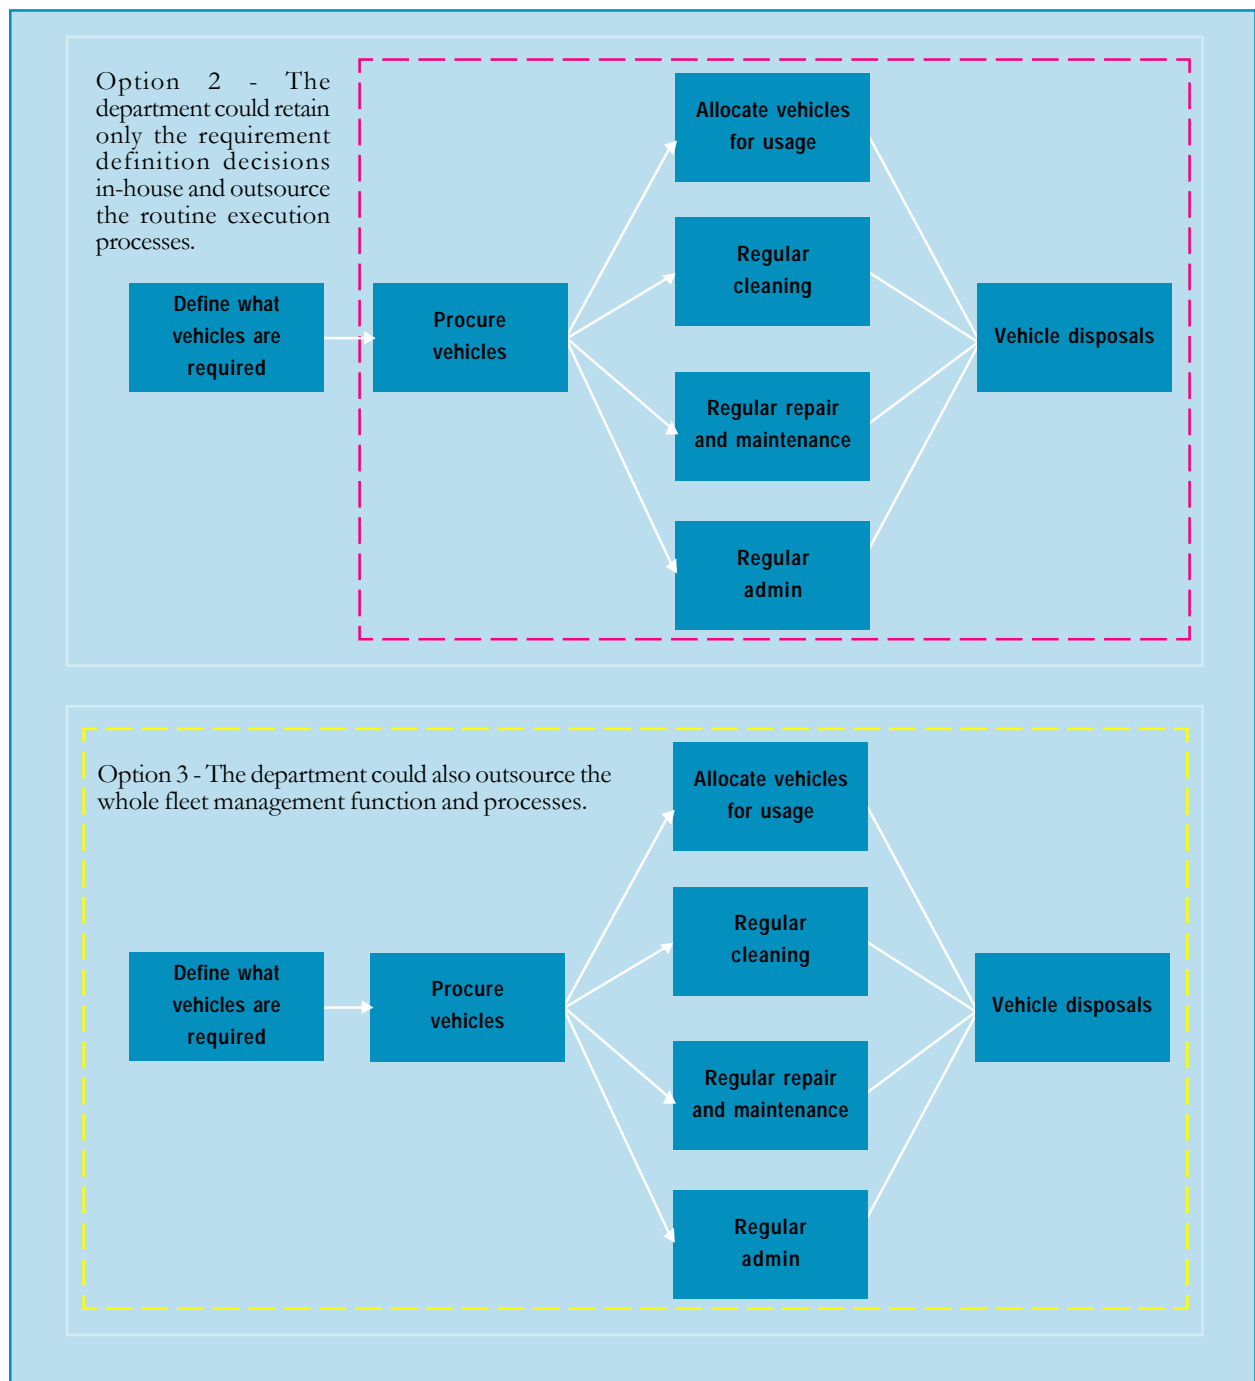 Option 2 - The
department could retain
only the requirement
definition decisions
in-house and outsource
the routine execution
processes.
Define what
vehicles are
required
Procure
vehicles
Allocate vehicles
for usage
Regular
cleaning
Regular repair
and maintenance
Regular
admin
Vehicle disposals
Option 3 - The department could also outsource the
whole fleet management function and processes.
Define what
vehicles are
required
Procure
vehicles
Allocate vehicles
for usage
Regular
cleaning
Regular repair
and maintenance
Regular
admin
Vehicle disposals